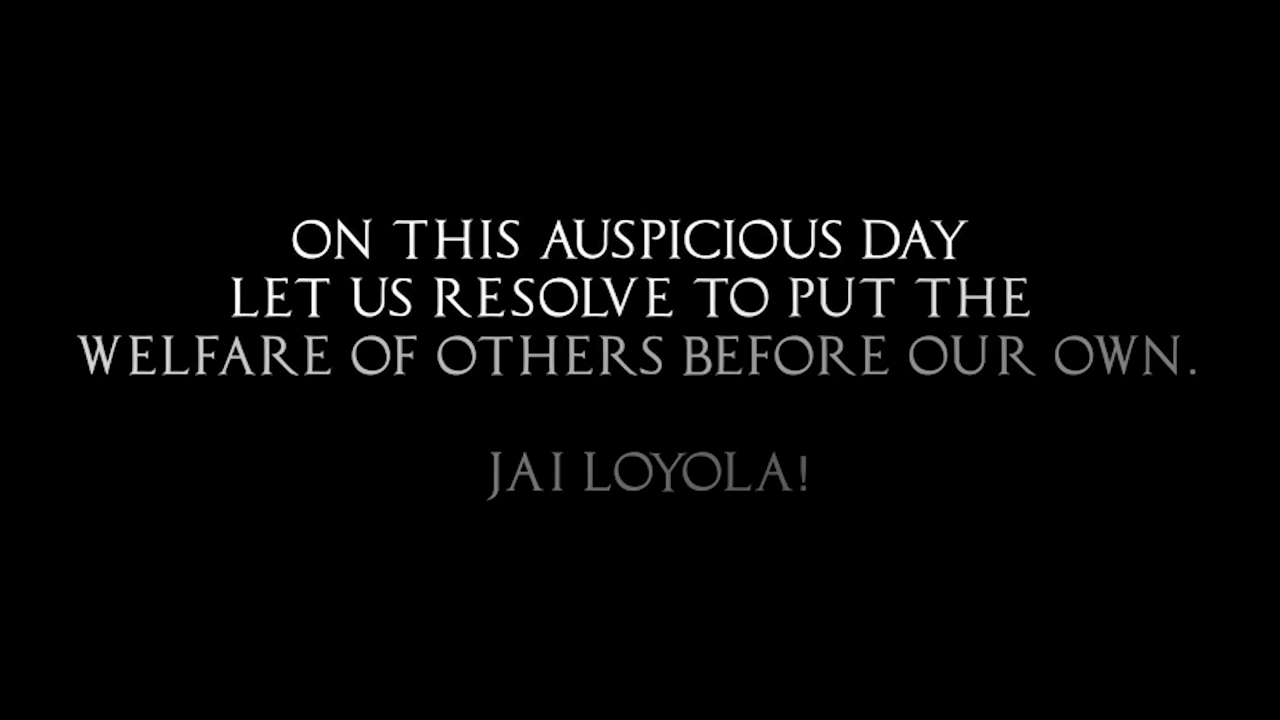 ON THIS AUSPICIOUS DAY
LET US RESOLVE TO PUT THE
WELFARE OF OTHERS BEFORE OUR OWN.
JAI LOYOLA!